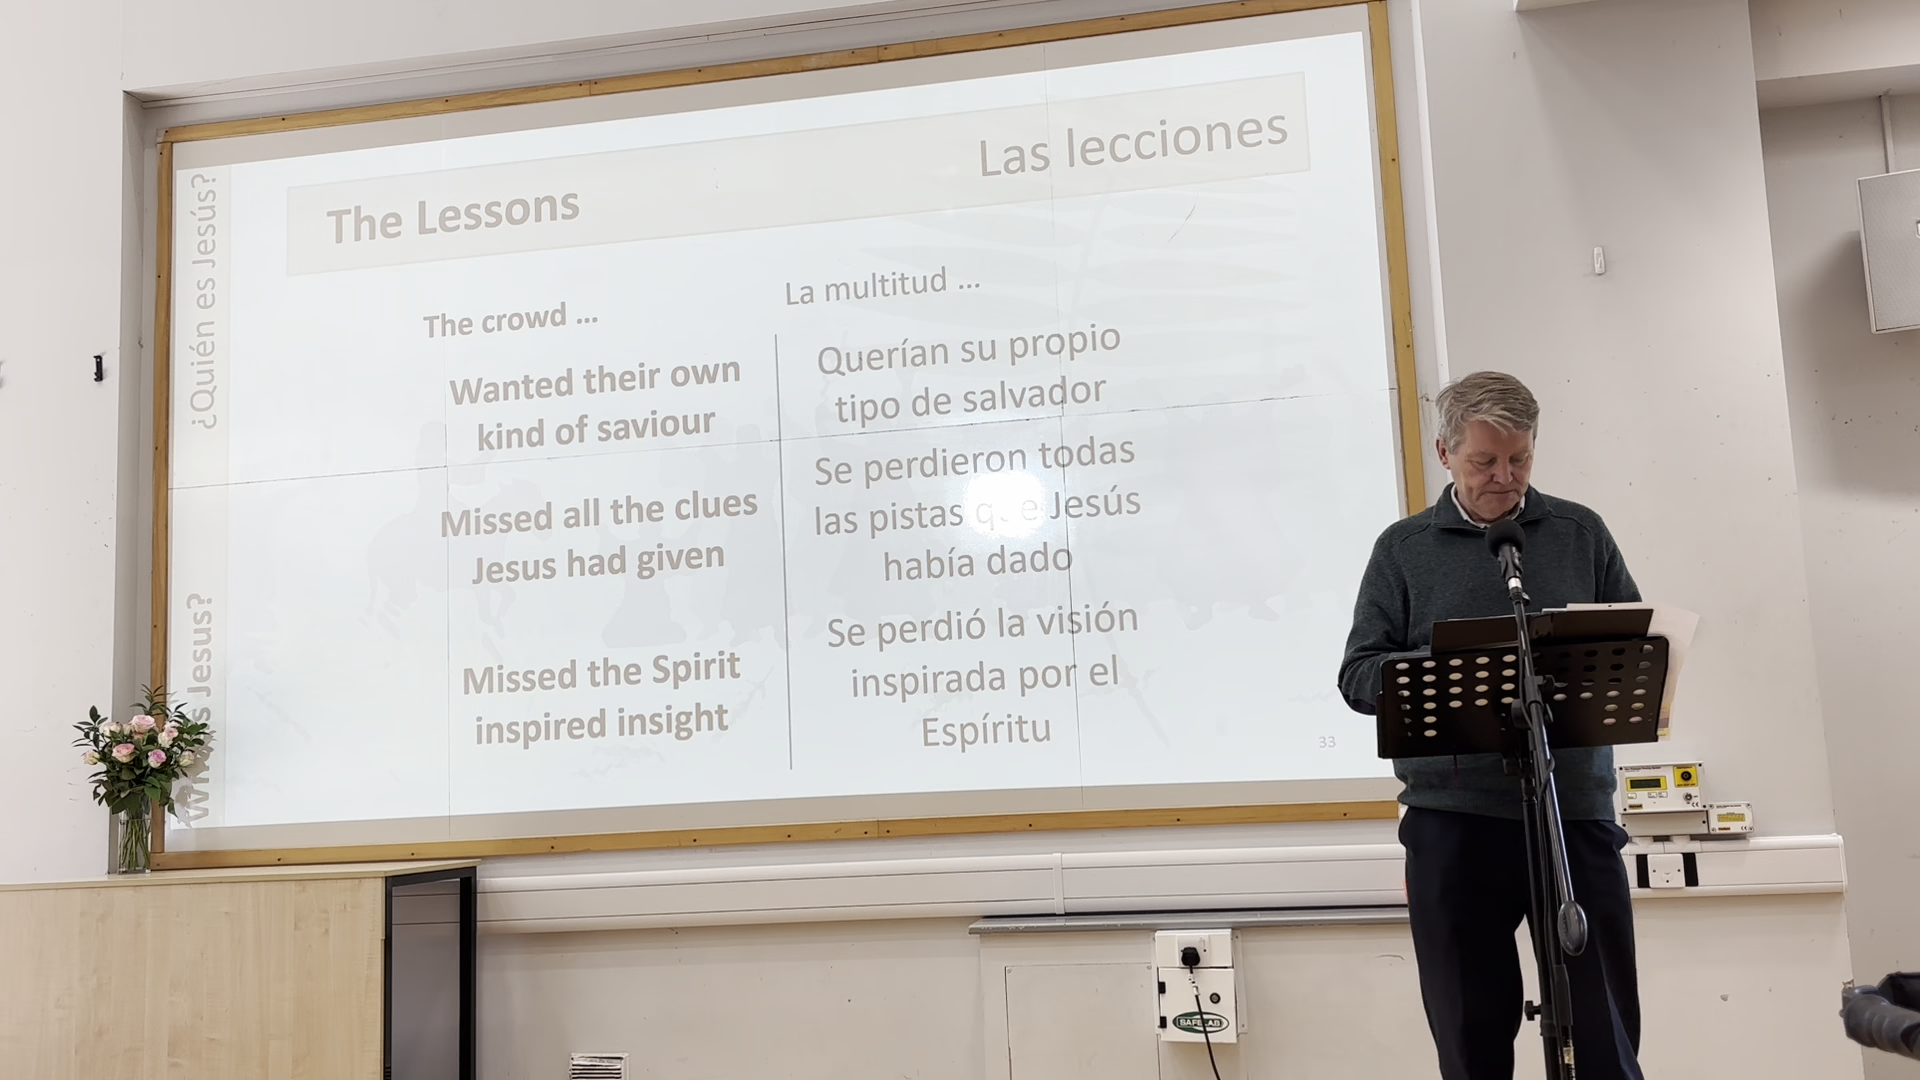 ¿Quién es Jesús?
Jesus?
The Lessons
Las lecciones
The crowd ...
Wanted their own
kind of saviour
Missed all the clues
Jesus had given
Missed the Spirit
inspired insight
La multitud ...
Querían su propio
tipo de salvador
Se perdieron todas
las pistas que Jesús
había dado
Se perdió la visión
inspirada por el
Espíritu
33
SAFELAB